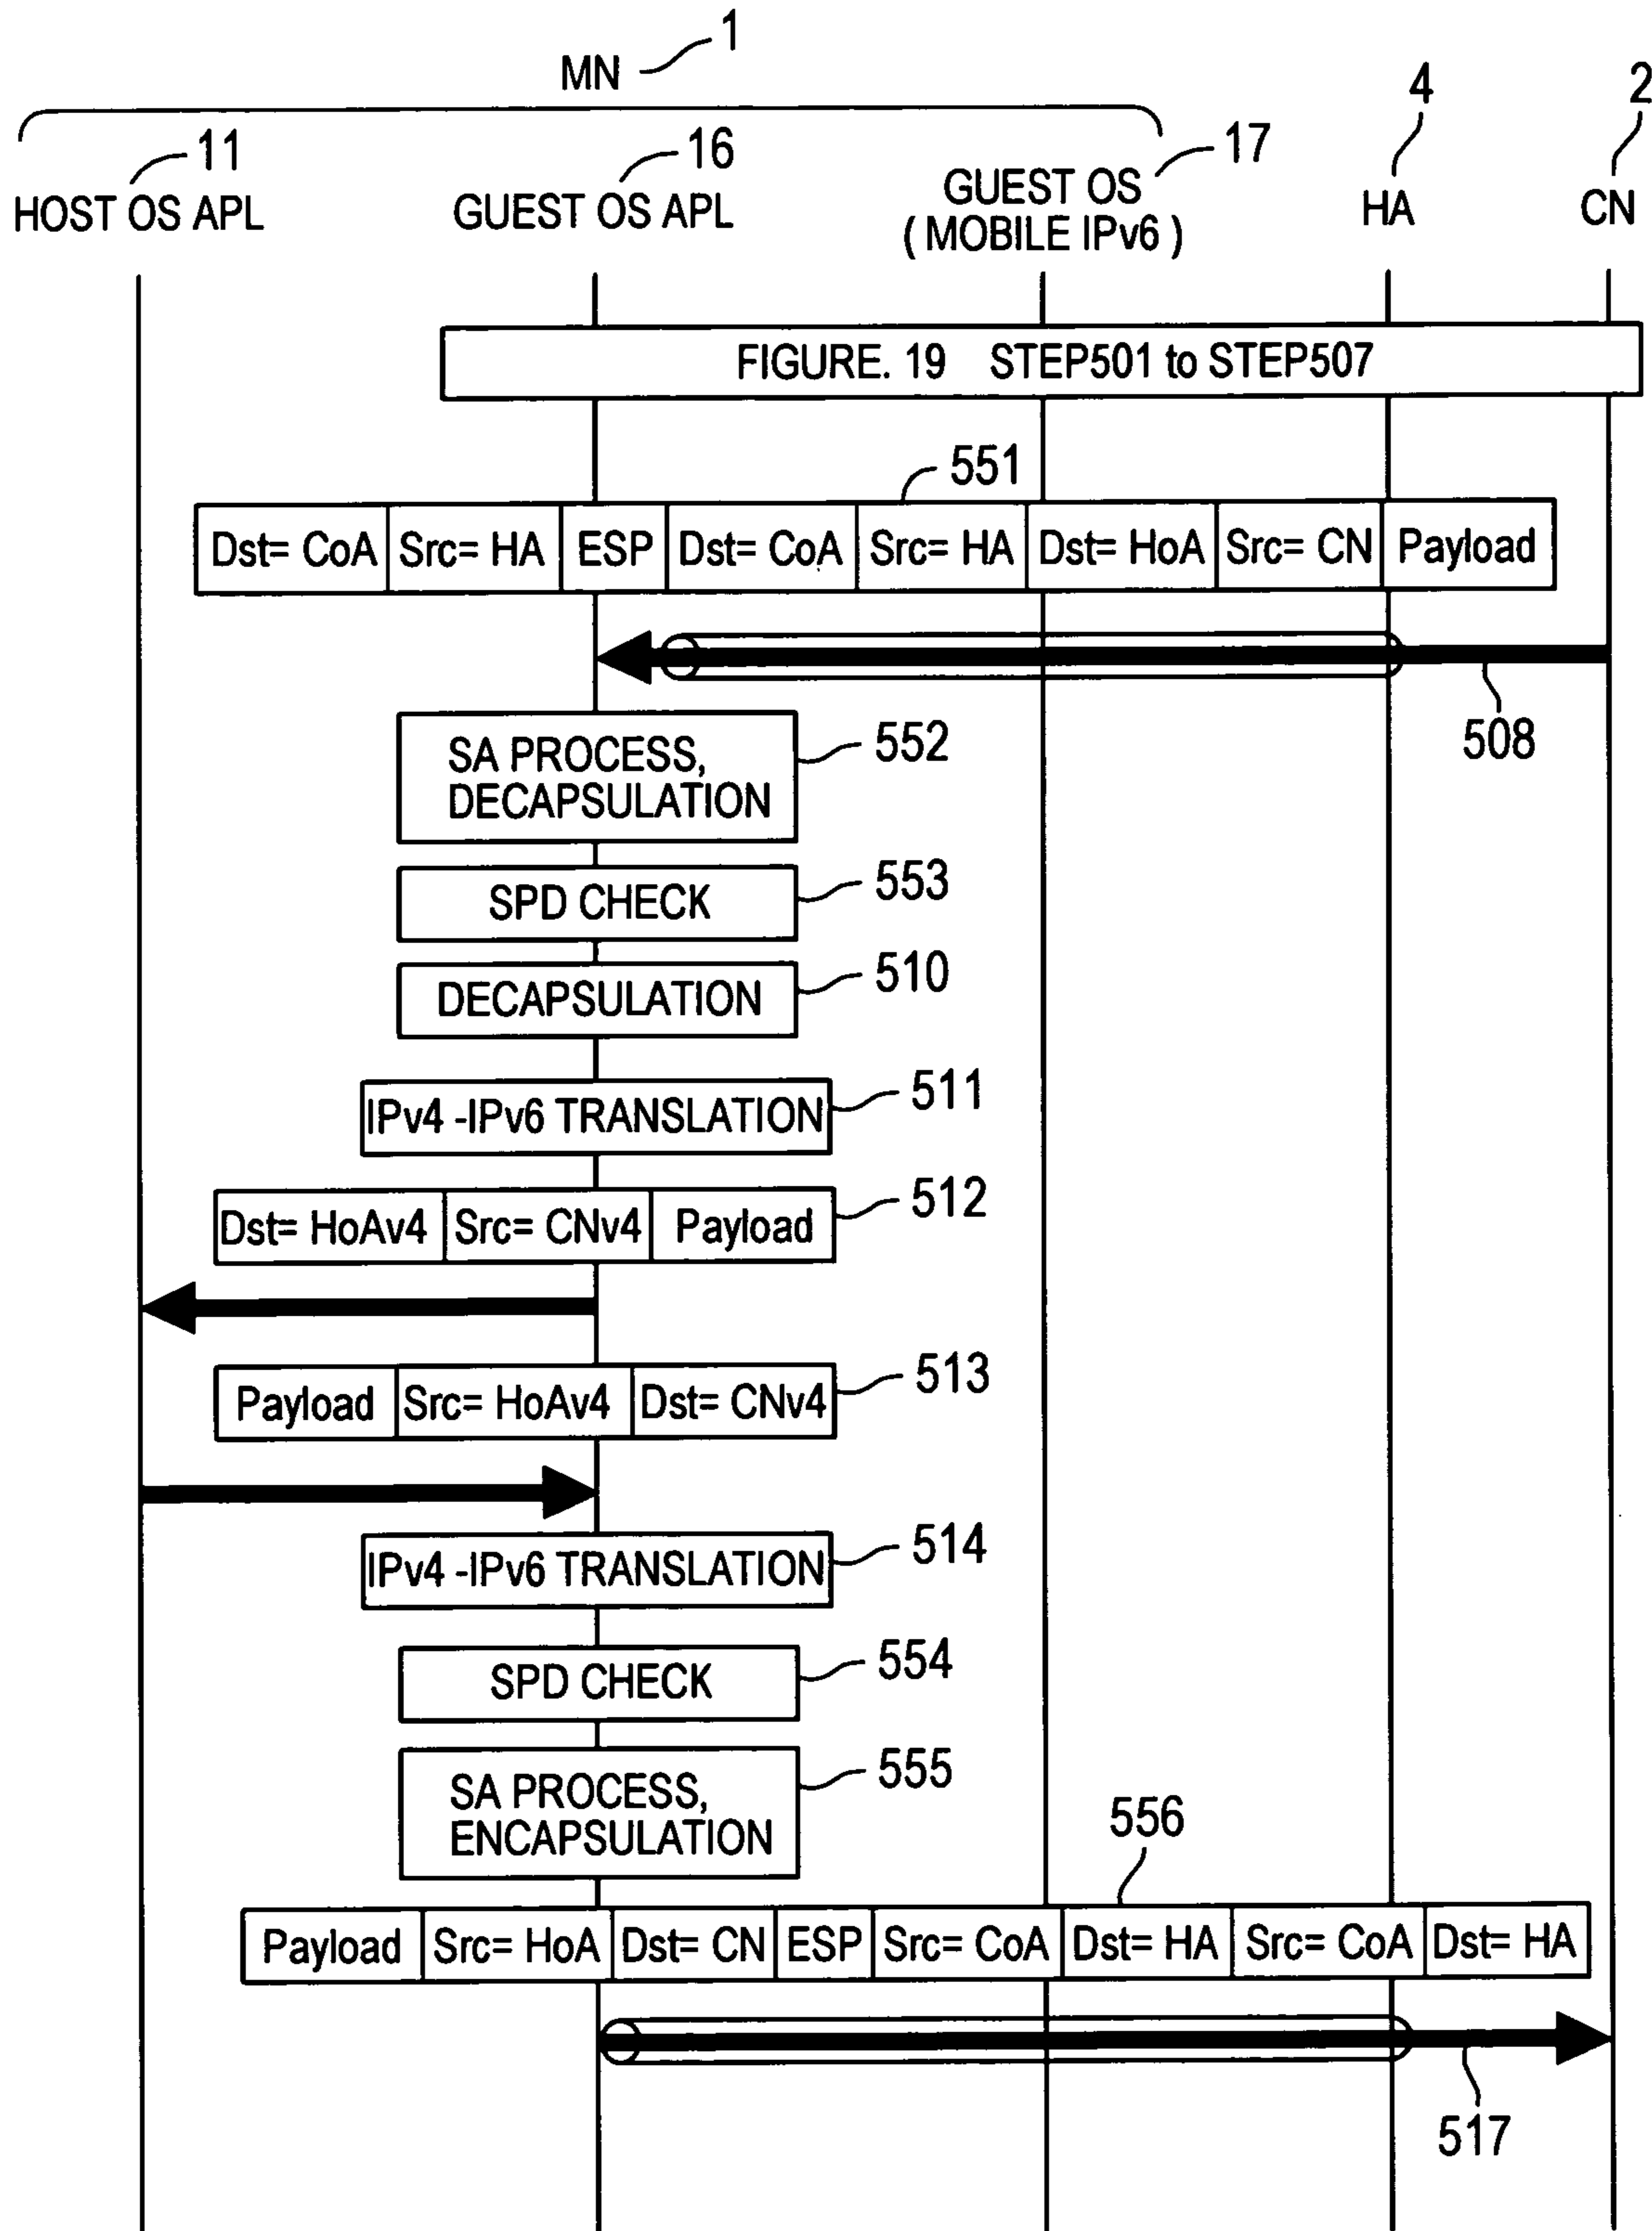 1
MN
4
2
11
16
17
HOST OS APL
GUEST OS APL
GUEST OS
( MOBILE IPv6 )
HA
CN
FIGURE. 19 STEP501 to STEP507
551
Dst= CoA Src= HA ESP Dst= CoA Src= HA Dst= HoA Src= CN Payload
508
SA PROCESS,
DECAPSULATION
552
SPD CHECK
553
DECAPSULATION
510
IPv4 -IPv6 TRANSLATION
511
Dst= HoAv4 Src= CNv4 Payload
512
Payload Src= HoAv4 Dst= CNv4
513
IPv4 -IPv6 TRANSLATION
514
SPD CHECK
554
SA PROCESS,
ENCAPSULATION
555
556
Payload Src= HoA Dst= CN ESP Src= CoA Dst= HA Src= CoA Dst= HA
517